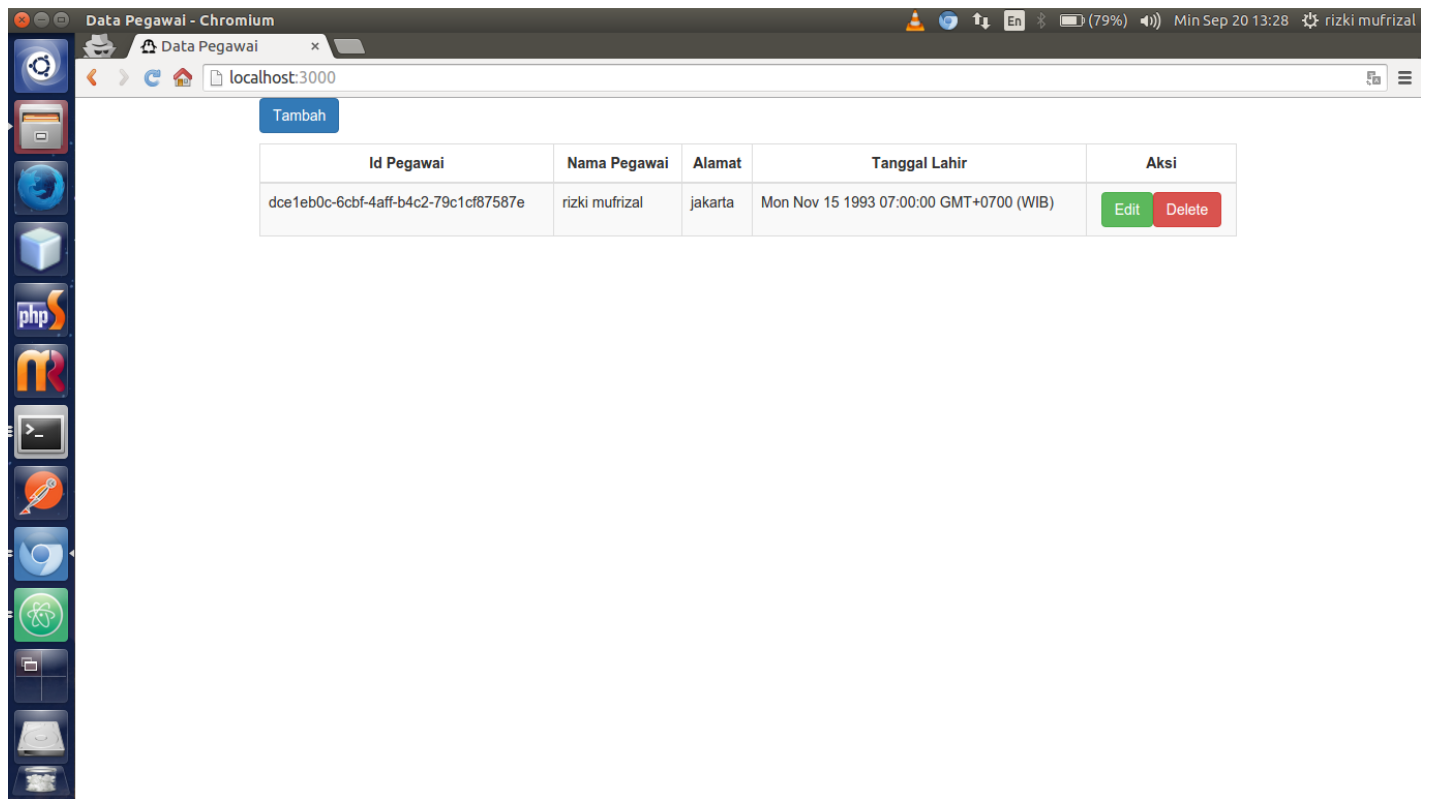 Data Pegawai - Chromium En (79%) Min Sep 20 13:28 rizki mufrizal
Data Pegawai ×
localhost:3000
Tambah
Id Pegawai Nama Pegawai Alamat Tanggal Lahir Aksi
dce1eb0c-6cbf-4aff-b4c2-79c1cf87587e rizki mufrizal jakarta Mon Nov 15 1993 07:00:00 GMT+0700 (WIB) Edit Delete
php S
>_